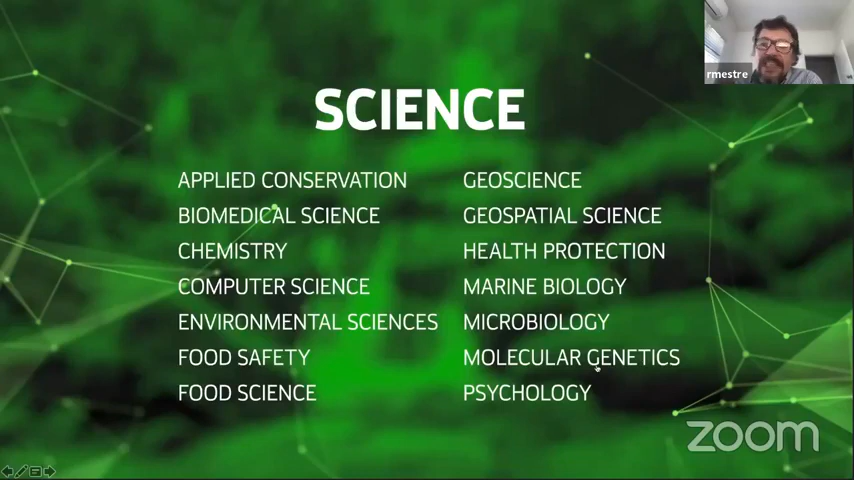 rmestre
SCIENCE
APPLIED CONSERVATION
BIOMEDICAL SCIENCE
CHEMISTRY
COMPUTER SCIENCE
ENVIRONMENTAL SCIENCES
FOOD SAFETY
FOOD SCIENCE
GEOSCIENCE
GEOSPATIAL SCIENCE
HEALTH PROTECTION
MARINE BIOLOGY
MICROBIOLOGY
MOLECULAR GENETICS
PSYCHOLOGY
zoom